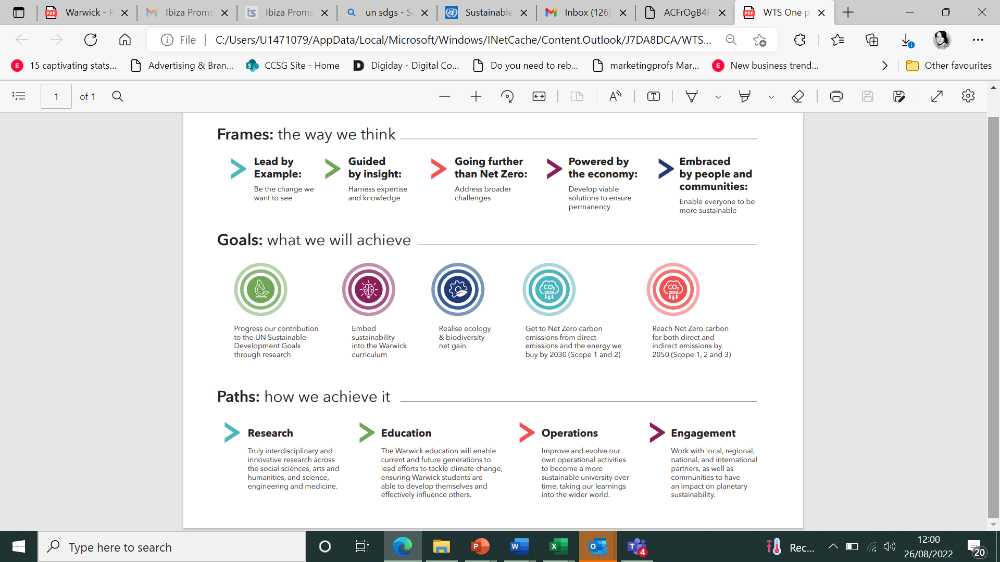 Warwick - P
Ibiza Proms
Ibiza Proms
un sdgs - Se
Sustainable
Inbox (126)
ACFrOgB4F
WTS One p
File
C:/Users/U1471079/AppData/Local/Microsoft/Windows/INetCache/Content.Outlook/J7DA8DCA/WTS...
15 captivating stats...
Advertising & Bran...
CCSG Site - Home
Digiday - Digital Co...
Do you need to reb...
marketingprofs Mar...
New business trend...
Other favourites
1 of 1
Frames: the way we think
Lead by
Example:
Be the change we
want to see
Guided
by insight:
Harness expertise
and knowledge
Going further
than Net Zero:
Address broader
challenges
Powered by
the economy:
Develop viable
solutions to ensure
permanency
Embraced
by people and
communities:
Enable everyone to be
more sustainable
Goals: what we will achieve
Progress our contribution
to the UN Sustainable
Development Goals
through research
Embed
sustainability
into the Warwick
curriculum
Realise ecology
& biodiversity
net gain
CO₂
2030
Get to Net Zero carbon
emissions from direct
emissions and the energy we
buy by 2030 (Scope 1 and 2)
CO₂
2050
Reach Net Zero carbon
for both direct and
indirect emissions by
2050 (Scope 1, 2 and 3)
Paths: how we achieve it
Research
Truly interdisciplinary and
innovative research across
the social sciences, arts and
humanities, and science,
engineering and medicine.
Education
The Warwick education will enable
current and future generations to
lead efforts to tackle climate change,
ensuring Warwick students are
able to develop themselves and
effectively influence others.
Operations
Improve and evolve our
own operational activities
to become a more
sustainable university over
time, taking our learnings
into the wider world.
Engagement
Work with local, regional,
national, and international
partners, as well as
communities to have
an impact on planetary
sustainability.
Type here to search
4
Rec...
12:00
26/08/2022
20